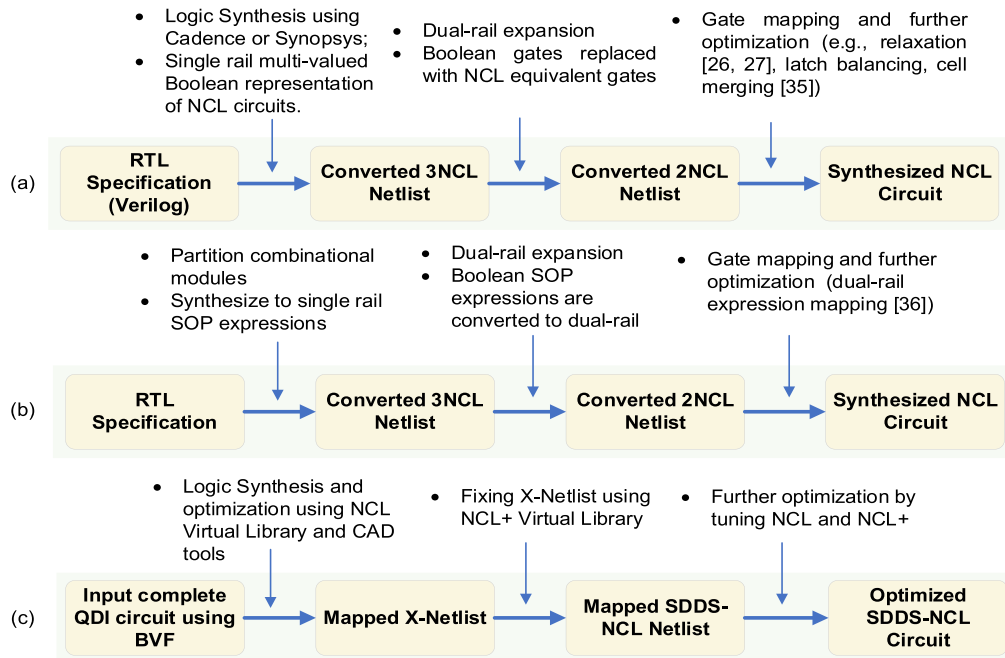 • Logic Synthesis using
Cadence or Synopsys;
• Single rail multi-valued
Boolean representation
of NCL circuits.
• Dual-rail expansion
• Boolean gates replaced
with NCL equivalent gates
• Gate mapping and further
optimization (e.g., relaxation
[26, 27], latch balancing, cell
merging [35])
(a)
RTL
Specification
(Verilog)
Converted 3NCL
Netlist
Converted 2NCL
Netlist
Synthesized NCL
Circuit
• Partition combinational
modules
• Synthesize to single rail
SOP expressions
• Dual-rail expansion
• Boolean SOP
expressions are
converted to dual-rail
• Gate mapping and further
optimization (dual-rail
expression mapping [36])
(b)
RTL
Specification
Converted 3NCL
Netlist
Converted 2NCL
Netlist
Synthesized NCL
Circuit
• Logic Synthesis and
optimization using NCL
Virtual Library and CAD
tools
• Fixing X-Netlist using
NCL+ Virtual Library
• Further optimization by
tuning NCL and NCL+
(c)
Input complete
QDI circuit using
BVF
Mapped X-Netlist
Mapped SDDS-
NCL Netlist
Optimized
SDDS-NCL
Circuit